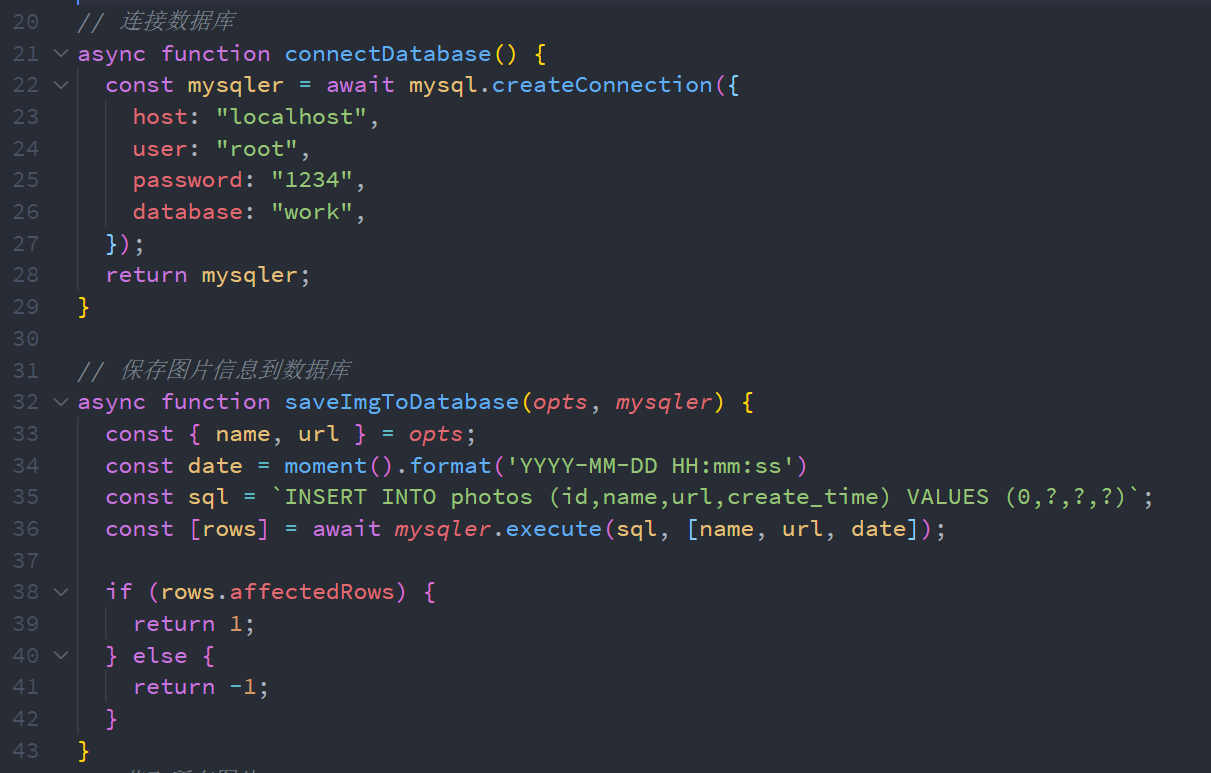 20 // 连接数据库
21 async function connectDatabase() {
22 const mysqler = await mysql.createConnection({
23 host: "localhost",
24 user: "root",
25 password: "1234",
26 database: "work",
27 });
28 return mysqler;
29 }
30
31 // 保存图片信息到数据库
32 async function saveImgToDatabase(opts, mysqler) {
33 const { name, url } = opts;
34 const date = moment().format('YYYY-MM-DD HH:mm:ss')
35 const sql = `INSERT INTO photos (id,name,url,create_time) VALUES (0,?,?,?)`;
36 const [rows] = await mysqler.execute(sql, [name, url, date]);
37
38 if (rows.affectedRows) {
39 return 1;
40 } else {
41 return -1;
42 }
43 }